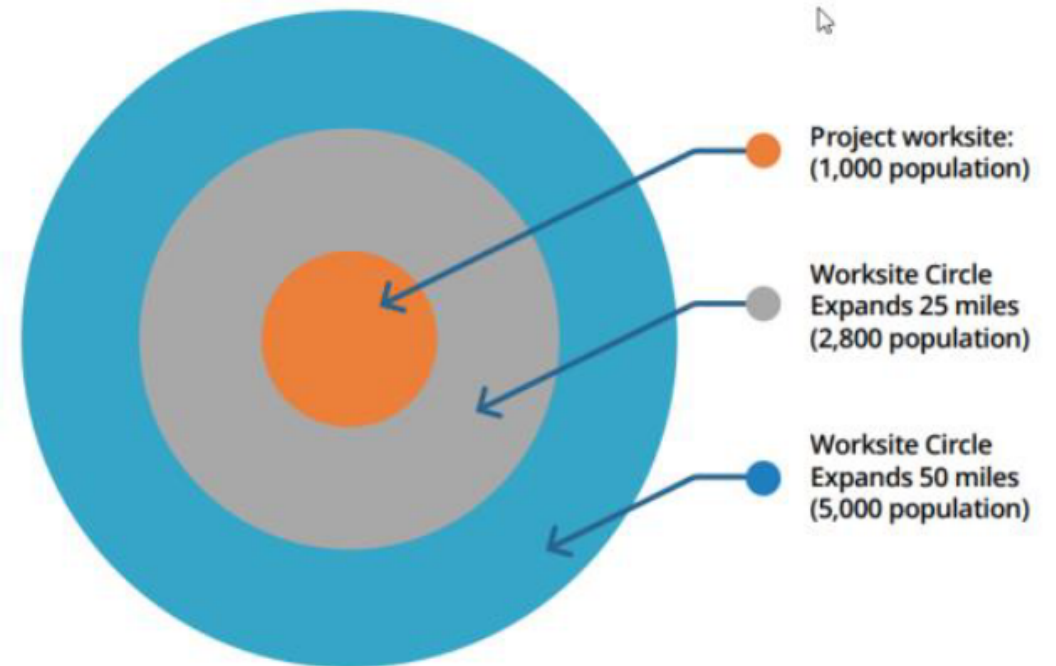 Project worksite:
(1,000 population)
Worksite Circle
Expands 25 miles
(2,800 population)
Worksite Circle
Expands 50 miles
(5,000 population)